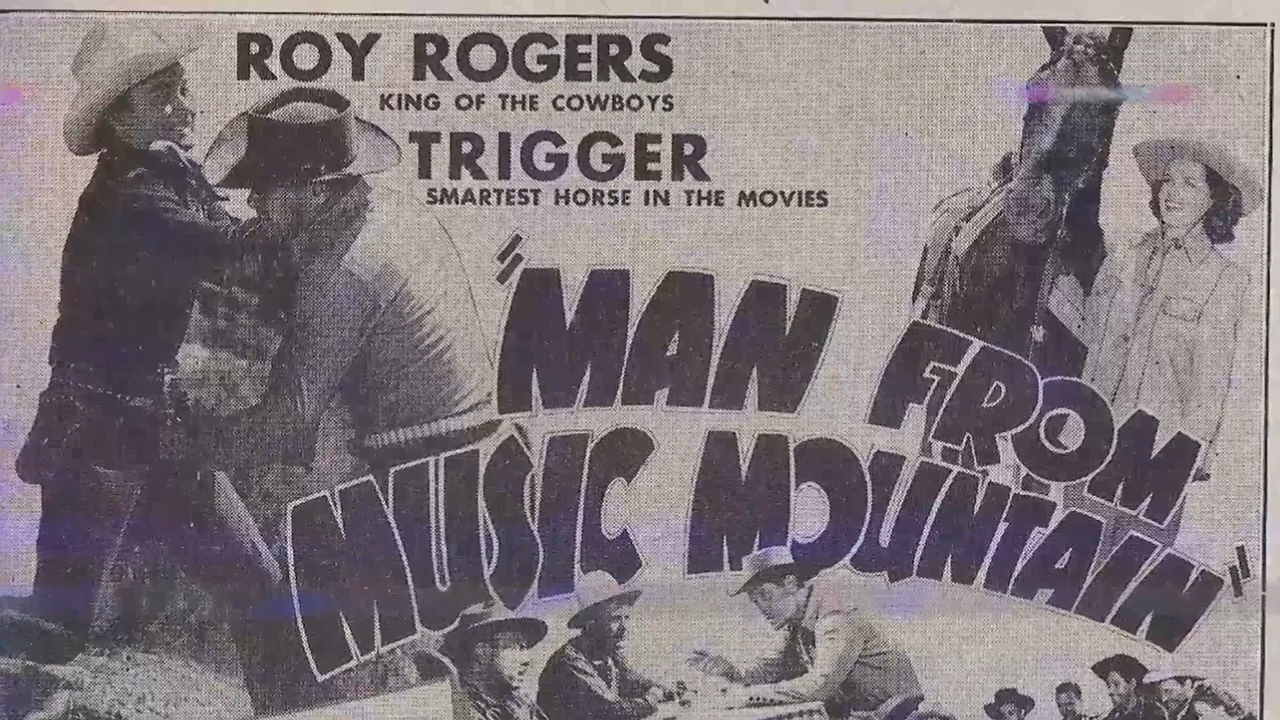 ROY ROGERS
KING OF THE COWBOYS
TRIGGER
SMARTEST HORSE IN THE MOVIES
"MAN FROM
MUSIC MOUNTAIN"